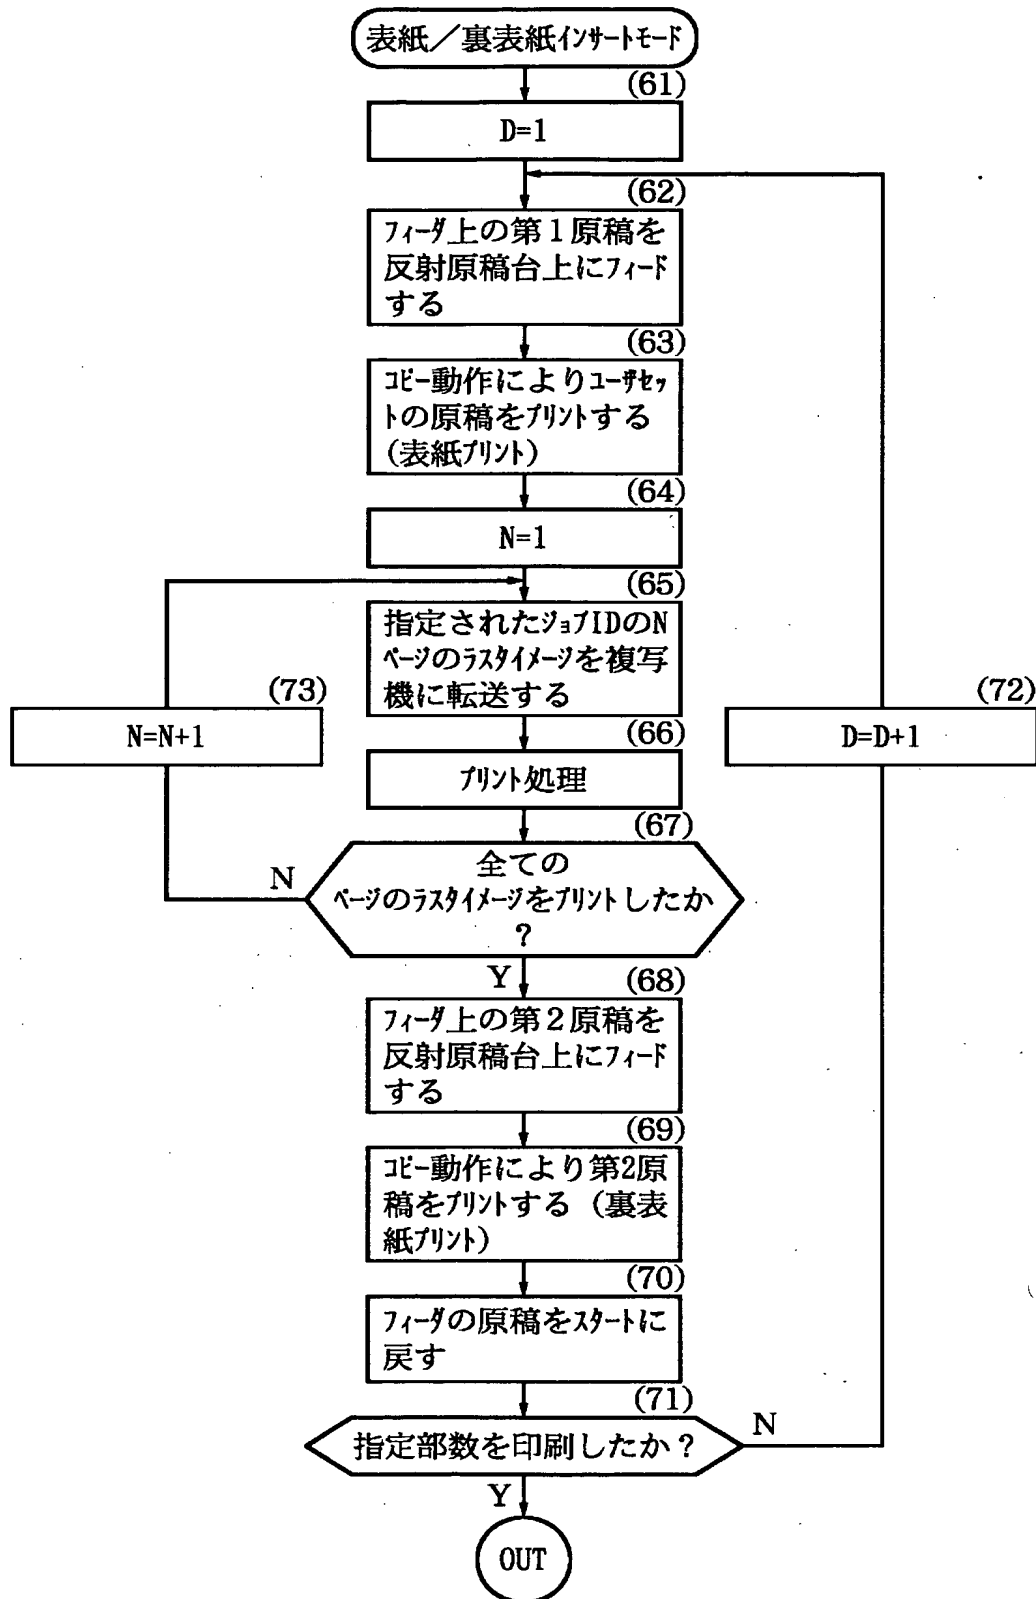 表紙／裏表紙ｲﾝｻｰﾄﾓｰﾄﾞ
(61)
D=1
(62)
ﾌｨｰﾀﾞ上の第１原稿を
反射原稿台上にﾌｨｰﾄﾞ
する
(63)
ｺﾋﾟｰ動作によりﾕｰｻﾞｾｯ
ﾄの原稿をﾌﾟﾘﾝﾄする
（表紙ﾌﾟﾘﾝﾄ）
(64)
N=1
(65)
指定されたｼﾞｮﾌﾞIDのN
ﾍﾟｰｼﾞのﾗｽﾀｲﾒｰｼﾞを複写
機に転送する
(73)
N=N+1
(72)
D=D+1
(66)
ﾌﾟﾘﾝﾄ処理
(67)
全ての
ﾍﾟｰｼﾞのﾗｽﾀｲﾒｰｼﾞをﾌﾟﾘﾝﾄしたか
？
N
Y
(68)
ﾌｨｰﾀﾞ上の第２原稿を
反射原稿台上にﾌｨｰﾄﾞ
する
(69)
ｺﾋﾟｰ動作により第2原
稿をﾌﾟﾘﾝﾄする（裏表
紙ﾌﾟﾘﾝﾄ）
(70)
ﾌｨｰﾀﾞの原稿をｽﾀｰﾄに
戻す
(71)
指定部数を印刷したか？
N
Y
OUT